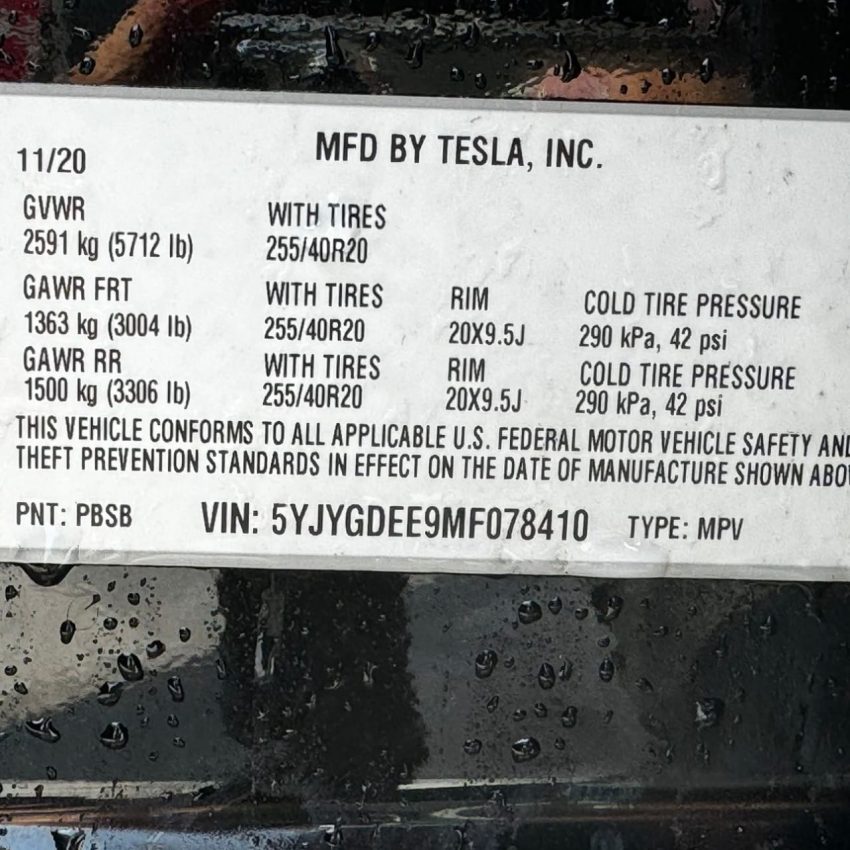 11/20 MFD BY TESLA, INC.
GVWR WITH TIRES
2591 kg (5712 lb) 255/40R20
GAWR FRT WITH TIRES RIM COLD TIRE PRESSURE
1363 kg (3004 lb) 255/40R20 20X9.5J 290 kPa, 42 psi
GAWR RR WITH TIRES RIM COLD TIRE PRESSURE
1500 kg (3306 lb) 255/40R20 20X9.5J 290 kPa, 42 psi
THIS VEHICLE CONFORMS TO ALL APPLICABLE U.S. FEDERAL MOTOR VEHICLE SAFETY AND
THEFT PREVENTION STANDARDS IN EFFECT ON THE DATE OF MANUFACTURE SHOWN ABO
PNT: PBSB VIN: 5YJYGDEE9MF078410 TYPE: MPV